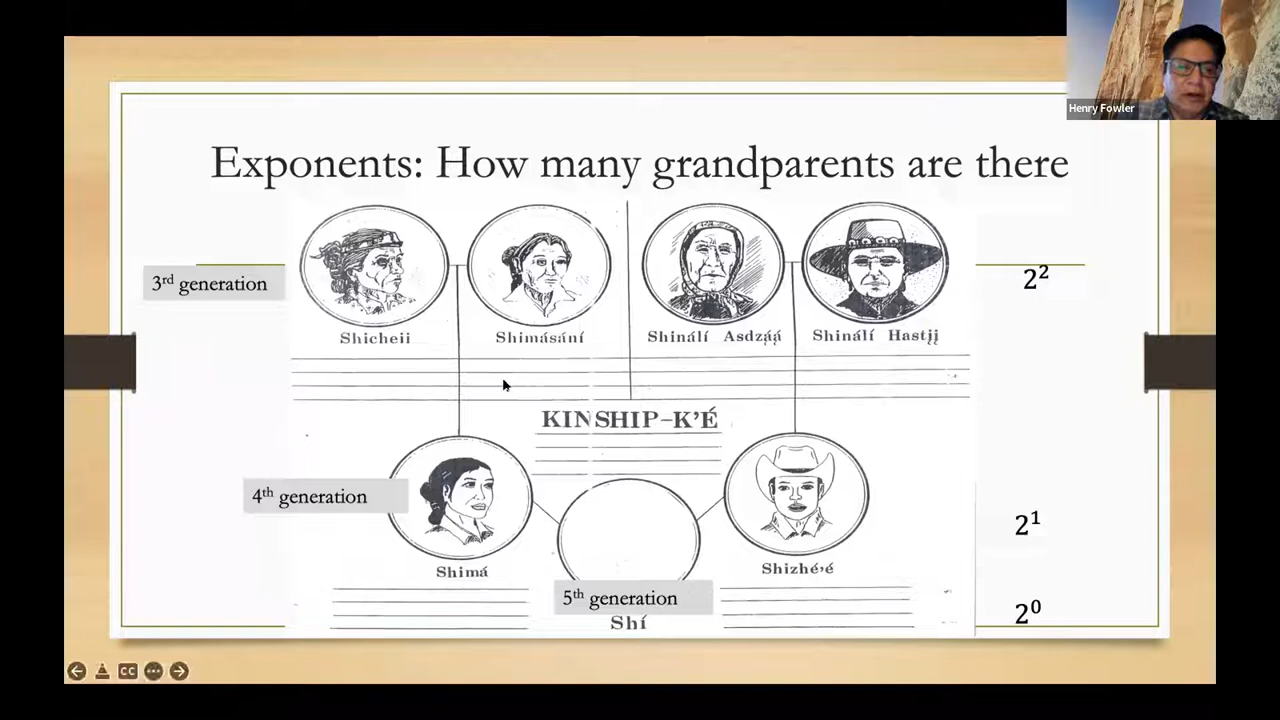 Henry Fowler
Exponents: How many grandparents are there
3rd generation
2²
Shicheii
Shimásání
Shinálí Asdzą́ą́
Shinálí Hastįį
KINSHIP–K'É
4th generation
2¹
Shimá
Shizhé'é
5th generation
2⁰
Shí
CC